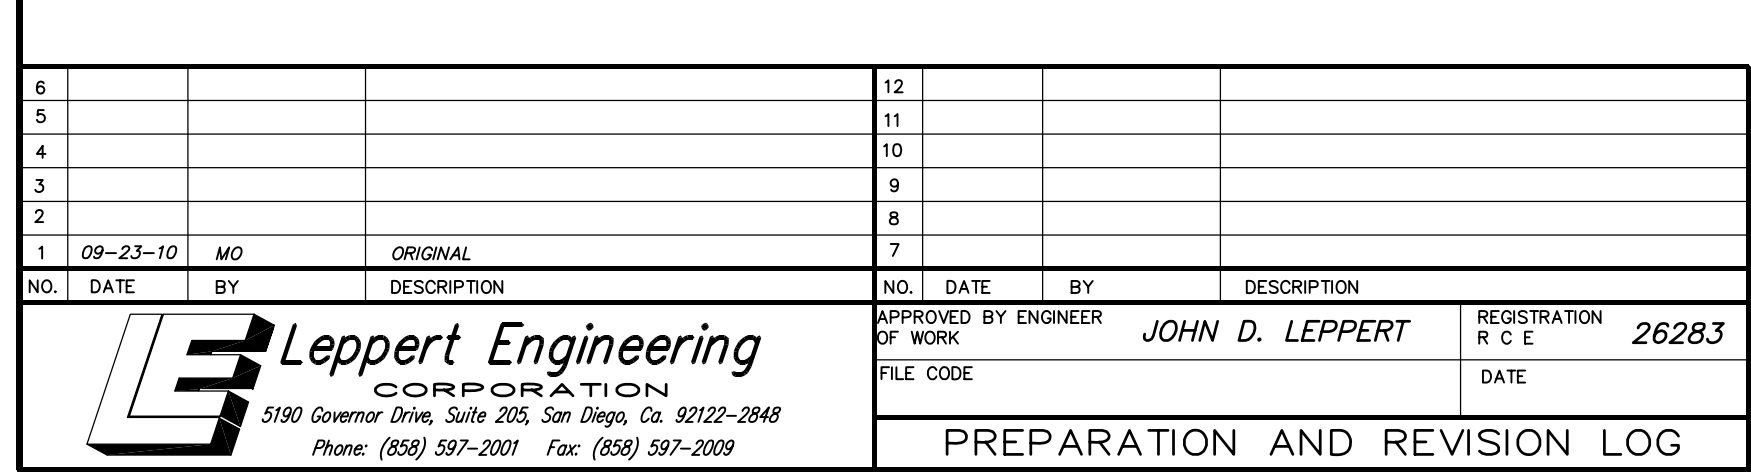 6
5
4
3
2
1 09-23-10 MO ORIGINAL
NO. DATE BY DESCRIPTION
12
11
10
9
8
7
NO. DATE BY DESCRIPTION
LE
Leppert Engineering
CORPORATION
5190 Governor Drive, Suite 205, San Diego, Ca. 92122-2848
Phone: (858) 597-2001 Fax: (858) 597-2009
APPROVED BY ENGINEER
OF WORK
JOHN D. LEPPERT
REGISTRATION
R C E
26283
FILE CODE
DATE
PREPARATION AND REVISION LOG